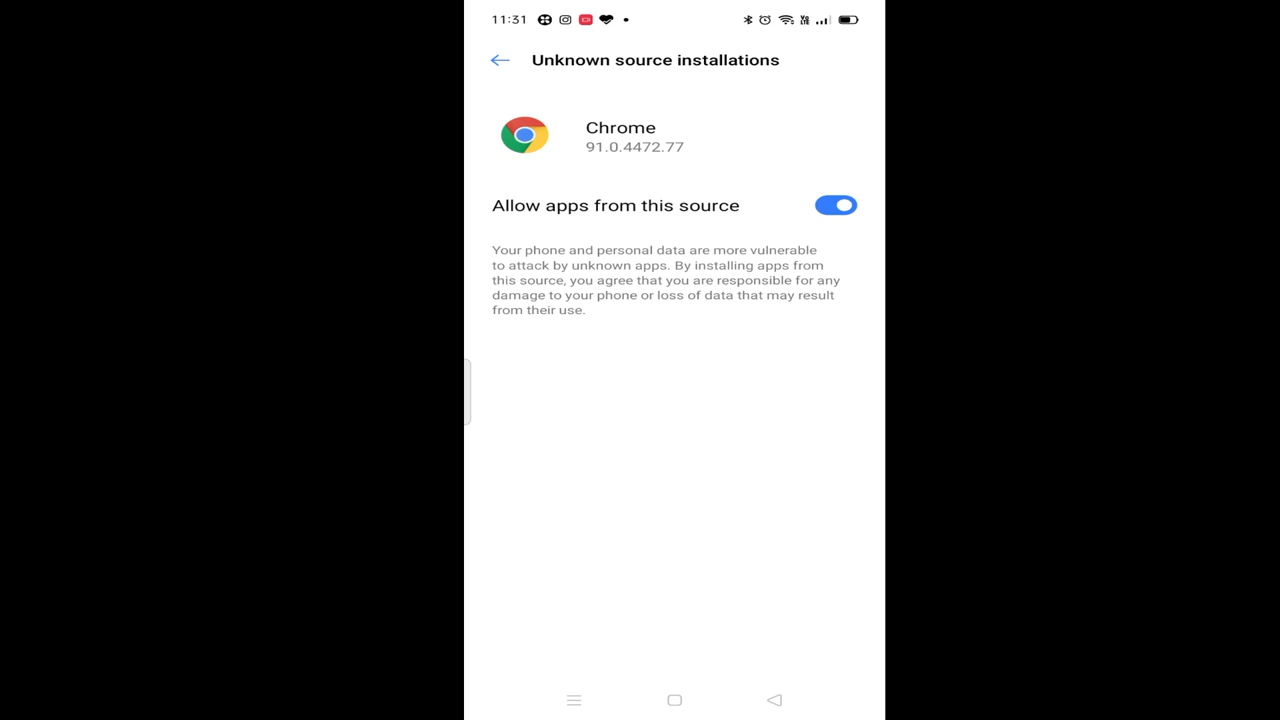 11:31
Unknown source installations
Chrome
91.0.4472.77
Allow apps from this source
Your phone and personal data are more vulnerable
to attack by unknown apps. By installing apps from
this source, you agree that you are responsible for any
damage to your phone or loss of data that may result
from their use.